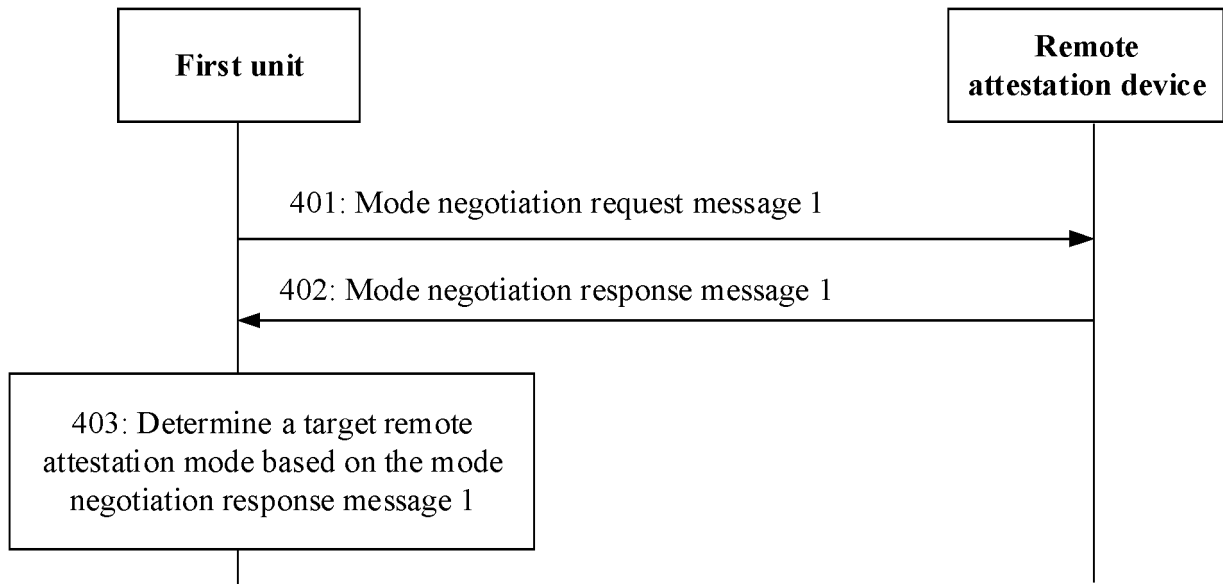 First unit
Remote
attestation device
401: Mode negotiation request message 1
402: Mode negotiation response message 1
403: Determine a target remote
attestation mode based on the mode
negotiation response message 1